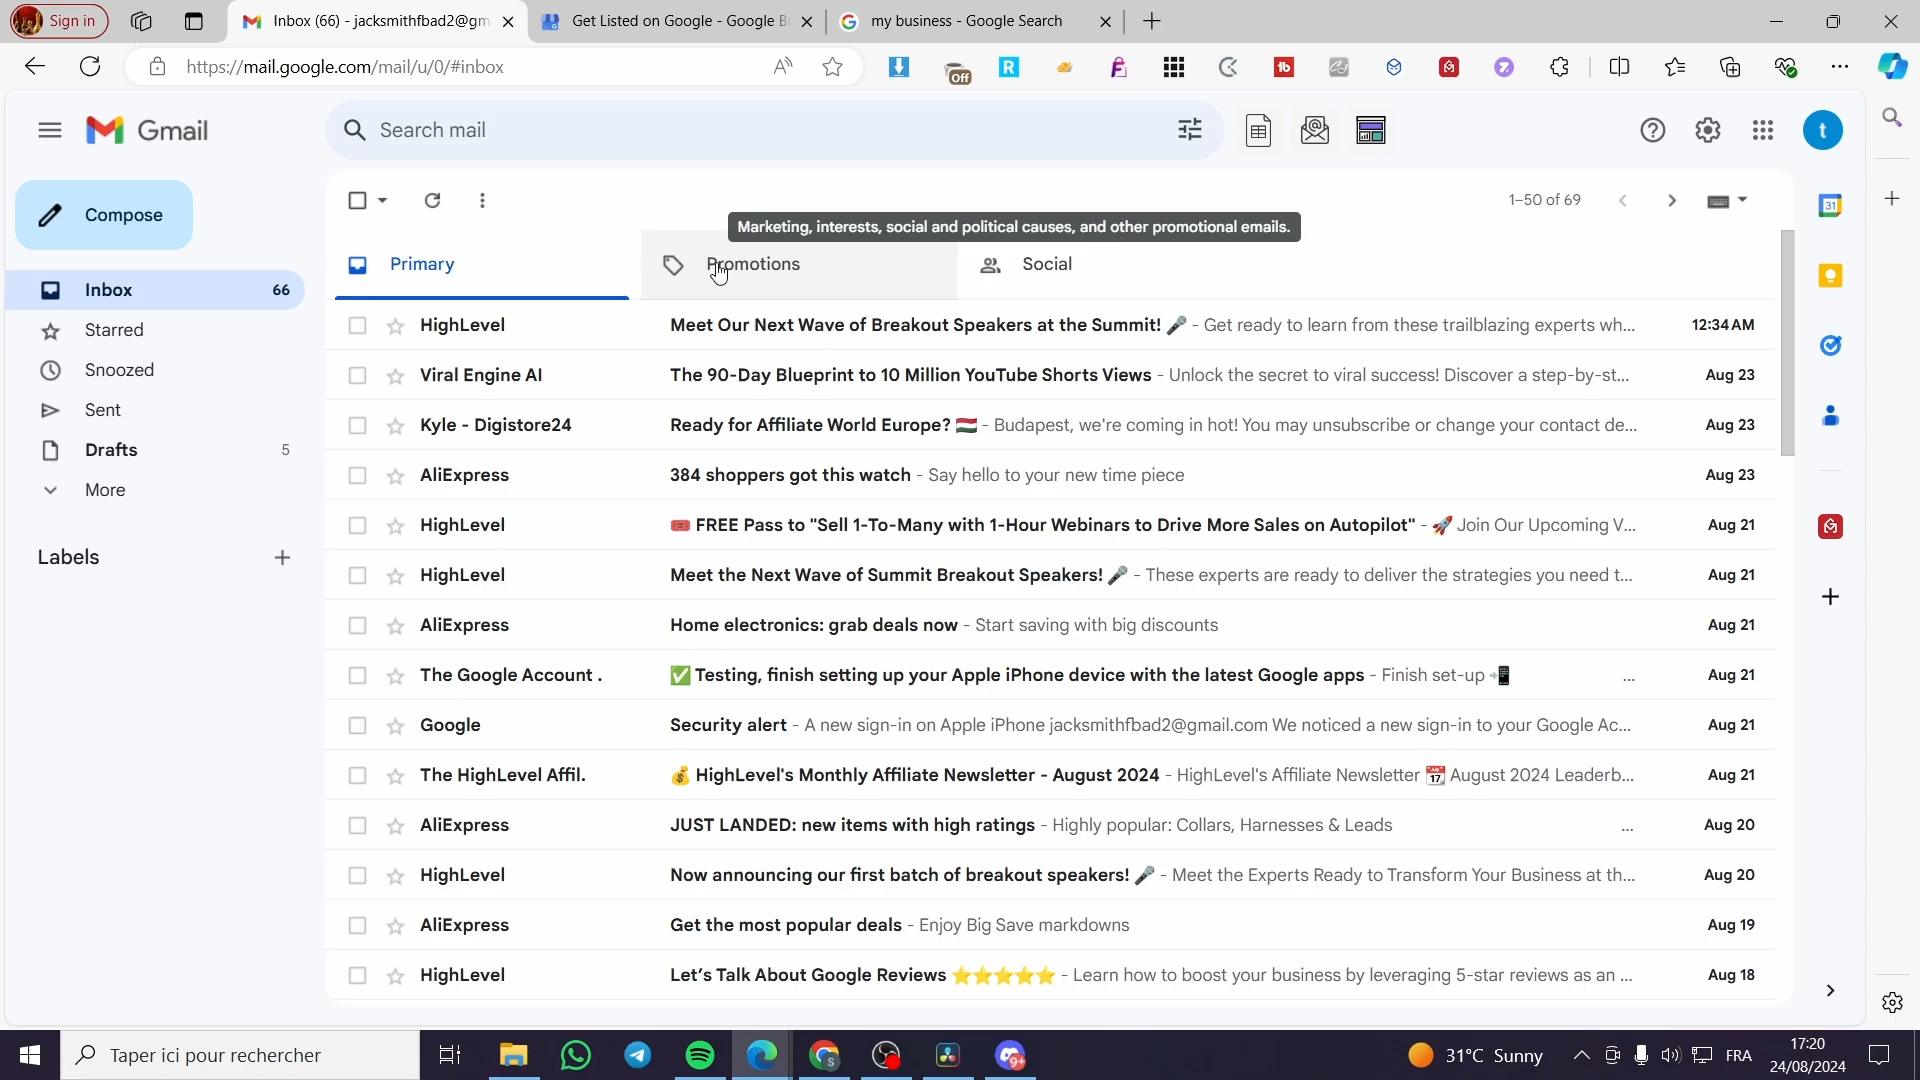 Sign in
Inbox (66) - jacksmithfbad2@gm
Get Listed on Google - Google B
my business - Google Search
https://mail.google.com/mail/u/0/#inbox
Off
Gmail
Search mail
t
Compose
1–50 of 69
Marketing, interests, social and political causes, and other promotional emails.
Primary
Promotions
Social
Inbox 66
Starred
Snoozed
Sent
Drafts 5
More
Labels
HighLevel Meet Our Next Wave of Breakout Speakers at the Summit! 🎤 - Get ready to learn from these trailblazing experts wh... 12:34 AM
Viral Engine AI The 90-Day Blueprint to 10 Million YouTube Shorts Views - Unlock the secret to viral success! Discover a step-by-st... Aug 23
Kyle - Digistore24 Ready for Affiliate World Europe? 🇭🇺 - Budapest, we're coming in hot! You may unsubscribe or change your contact de... Aug 23
AliExpress 384 shoppers got this watch - Say hello to your new time piece Aug 23
HighLevel 🎟️ FREE Pass to "Sell 1-To-Many with 1-Hour Webinars to Drive More Sales on Autopilot" - 🚀 Join Our Upcoming V... Aug 21
HighLevel Meet the Next Wave of Summit Breakout Speakers! 🎤 - These experts are ready to deliver the strategies you need t... Aug 21
AliExpress Home electronics: grab deals now - Start saving with big discounts Aug 21
The Google Account . ✅ Testing, finish setting up your Apple iPhone device with the latest Google apps - Finish set-up 📲 ... Aug 21
Google Security alert - A new sign-in on Apple iPhone jacksmithfbad2@gmail.com We noticed a new sign-in to your Google Ac... Aug 21
The HighLevel Affil. 💰 HighLevel's Monthly Affiliate Newsletter - August 2024 - HighLevel's Affiliate Newsletter 📆 August 2024 Leaderb... Aug 21
AliExpress JUST LANDED: new items with high ratings - Highly popular: Collars, Harnesses & Leads ... Aug 20
HighLevel Now announcing our first batch of breakout speakers! 🎤 - Meet the Experts Ready to Transform Your Business at th... Aug 20
AliExpress Get the most popular deals - Enjoy Big Save markdowns Aug 19
HighLevel Let's Talk About Google Reviews ⭐⭐⭐⭐⭐ - Learn how to boost your business by leveraging 5-star reviews as an ... Aug 18
31
Taper ici pour rechercher
9+
31°C Sunny
FRA
17:20
24/08/2024